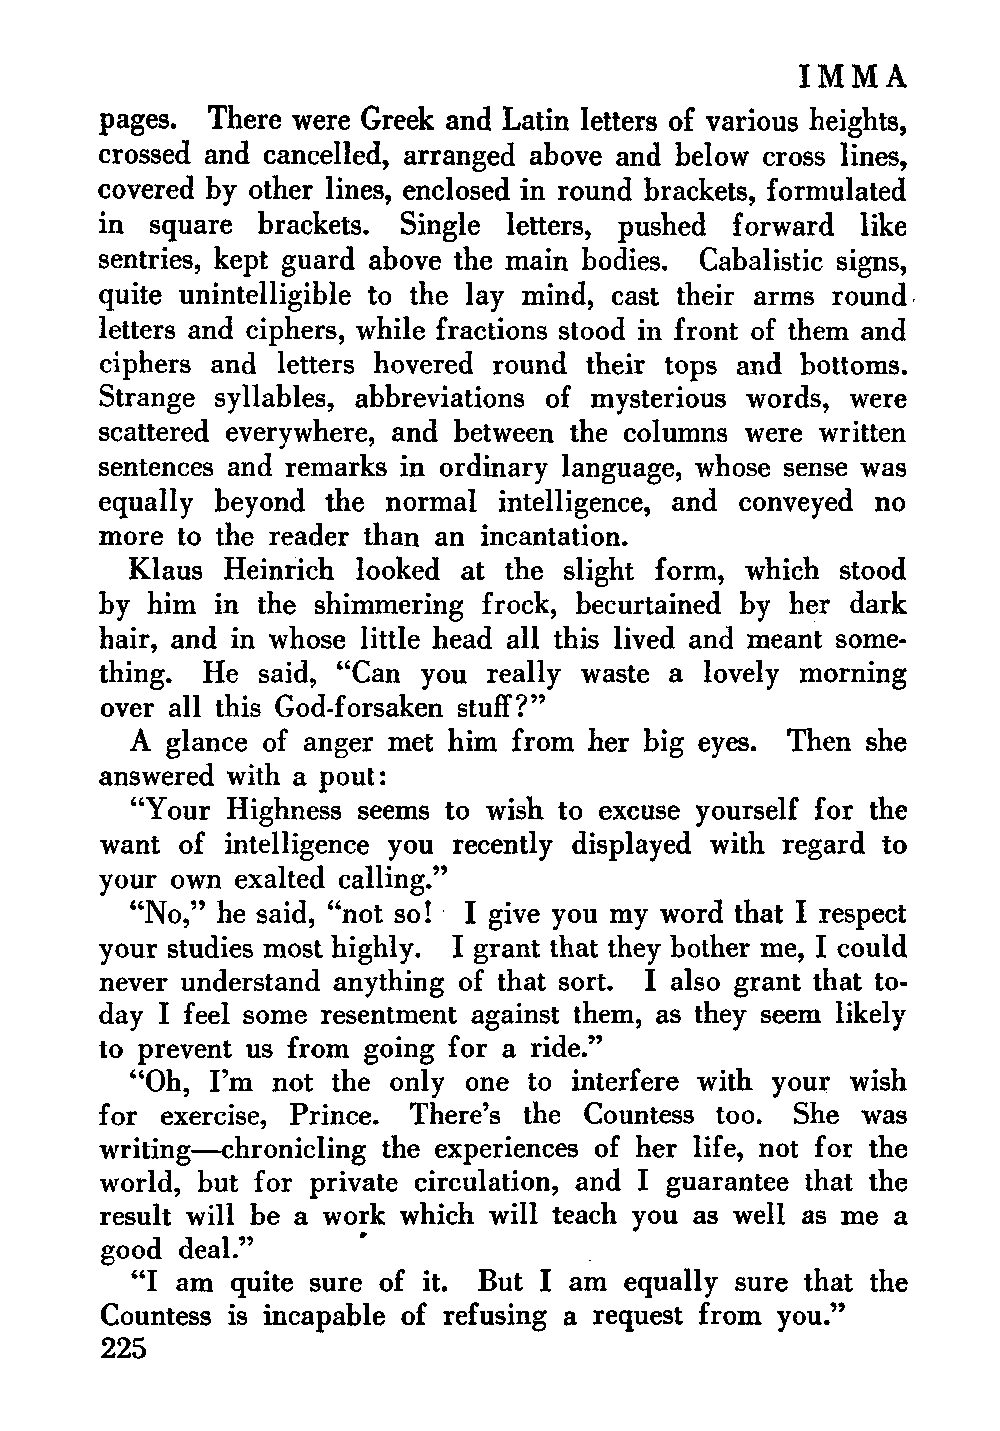 IMMA
pages. There were Greek and Latin letters of various heights,
crossed and cancelled, arranged above and below cross lines,
covered by other lines, enclosed in round brackets, formulated
in square brackets. Single letters, pushed forward like
sentries, kept guard above the main bodies. Cabalistic signs,
quite unintelligible to the lay mind, cast their arms round
letters and ciphers, while fractions stood in front of them and
ciphers and letters hovered round their tops and bottoms.
Strange syllables, abbreviations of mysterious words, were
scattered everywhere, and between the columns were written
sentences and remarks in ordinary language, whose sense was
equally beyond the normal intelligence, and conveyed no
more to the reader than an incantation.
Klaus Heinrich looked at the slight form, which stood
by him in the shimmering frock, becurtained by her dark
hair, and in whose little head all this lived and meant some-
thing. He said, “Can you really waste a lovely morning
over all this God-forsaken stuff?”
A glance of anger met him from her big eyes. Then she
answered with a pout:
“Your Highness seems to wish to excuse yourself for the
want of intelligence you recently displayed with regard to
your own exalted calling.”
“No,” he said, “not so! I give you my word that I respect
your studies most highly. I grant that they bother me, I could
never understand anything of that sort. I also grant that to-
day I feel some resentment against them, as they seem likely
to prevent us from going for a ride.”
“Oh, I’m not the only one to interfere with your wish
for exercise, Prince. There’s the Countess too. She was
writing—chronicling the experiences of her life, not for the
world, but for private circulation, and I guarantee that the
result will be a work which will teach you as well as me a
good deal.”
“I am quite sure of it. But I am equally sure that the
Countess is incapable of refusing a request from you.”
225